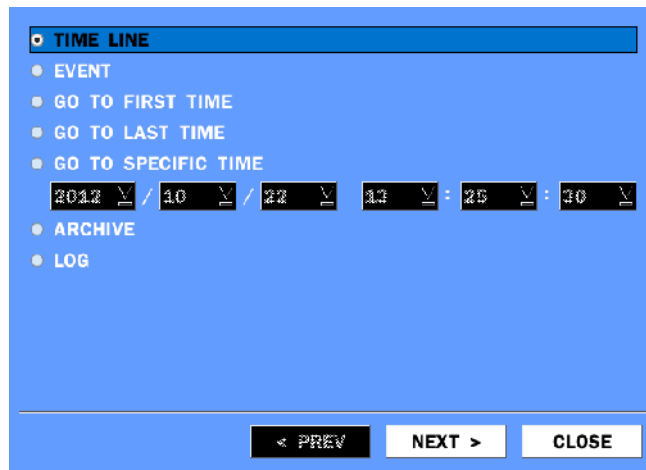 TIME LINE
EVENT
GO TO FIRST TIME
GO TO LAST TIME
GO TO SPECIFIC TIME
2012 / 10 / 22 13 : 25 : 30
ARCHIVE
LOG
< PREV NEXT > CLOSE